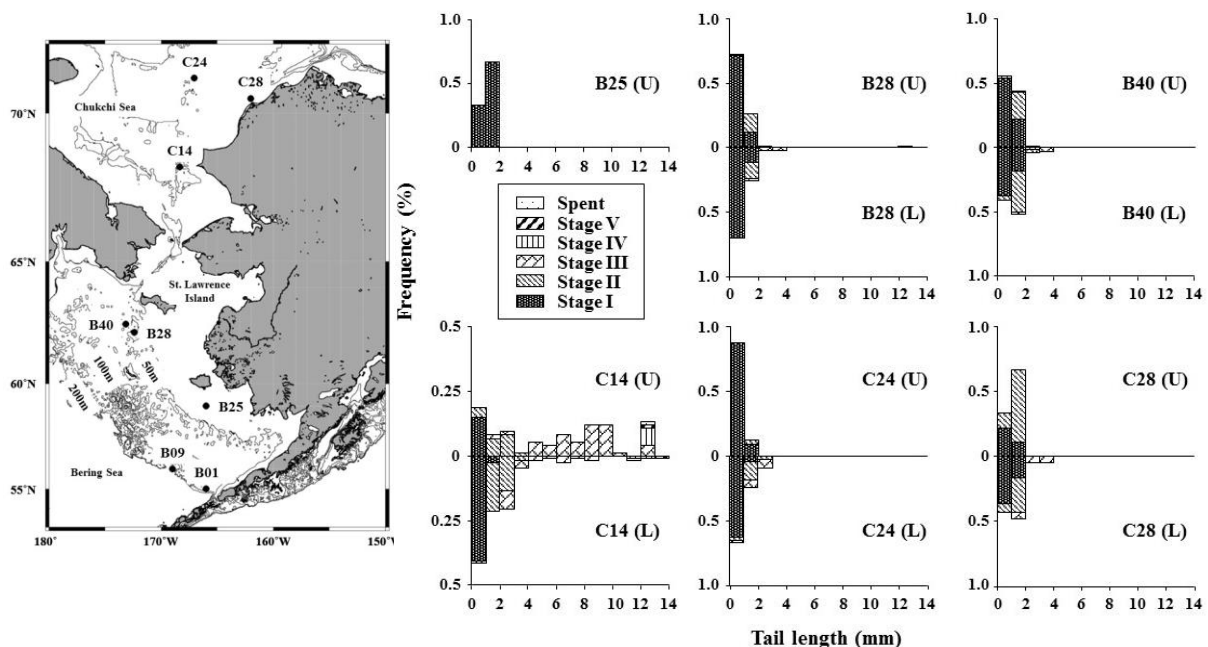 C24
C28
70°N
Chukchi Sea
C14
65°N
St. Lawrence
Island
B40
B28
100m
50m
60°N
200m
B25
B09
Bering Sea
B01
55°N
180°
170°W
160°W
150°W
Frequency (%)
1.0
0.5
0
B25 (U)
0 2 4 6 8 10 12 14
Spent
Stage V
Stage IV
Stage III
Stage II
Stage I
1.0
0.5
0
0.5
1.0
B28 (U)
B28 (L)
0 2 4 6 8 10 12 14
1.0
0.5
0
0.5
1.0
B40 (U)
B40 (L)
0 2 4 6 8 10 12 14
0.5
0.25
0
0.25
0.5
C14 (U)
C14 (L)
0 2 4 6 8 10 12 14
1.0
0.5
0
0.5
1.0
C24 (U)
C24 (L)
0 2 4 6 8 10 12 14
1.0
0.5
0
0.5
1.0
C28 (U)
C28 (L)
0 2 4 6 8 10 12 14
Tail length (mm)